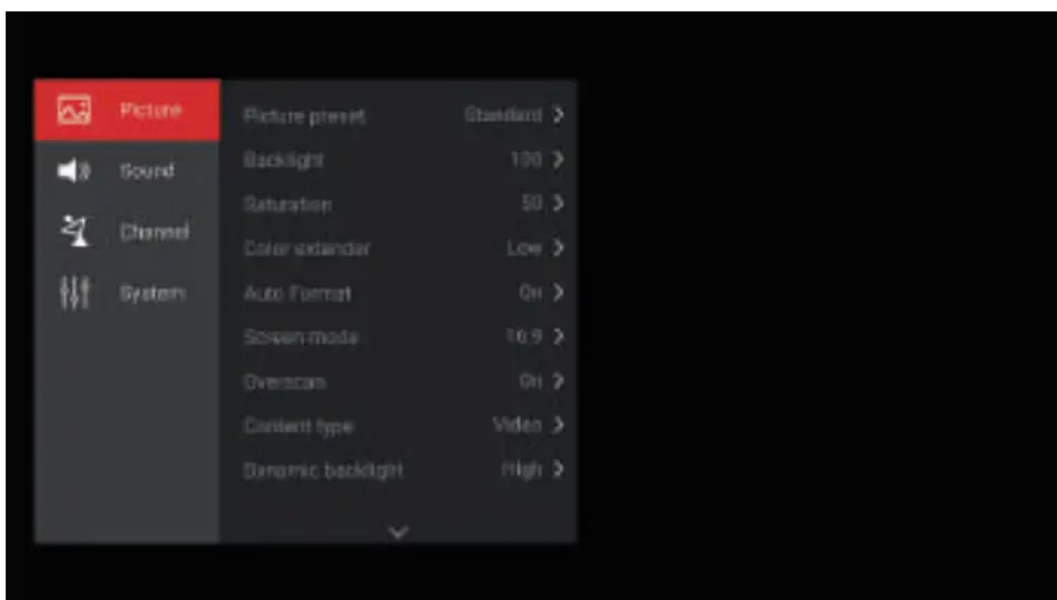 Picture
Sound
Channel
System
Picture preset Standard
Backlight 100
Saturation 50
Color extender Low
Auto Format On
Screen mode 16:9
Overscan On
Content type Video
Dynamic backlight High